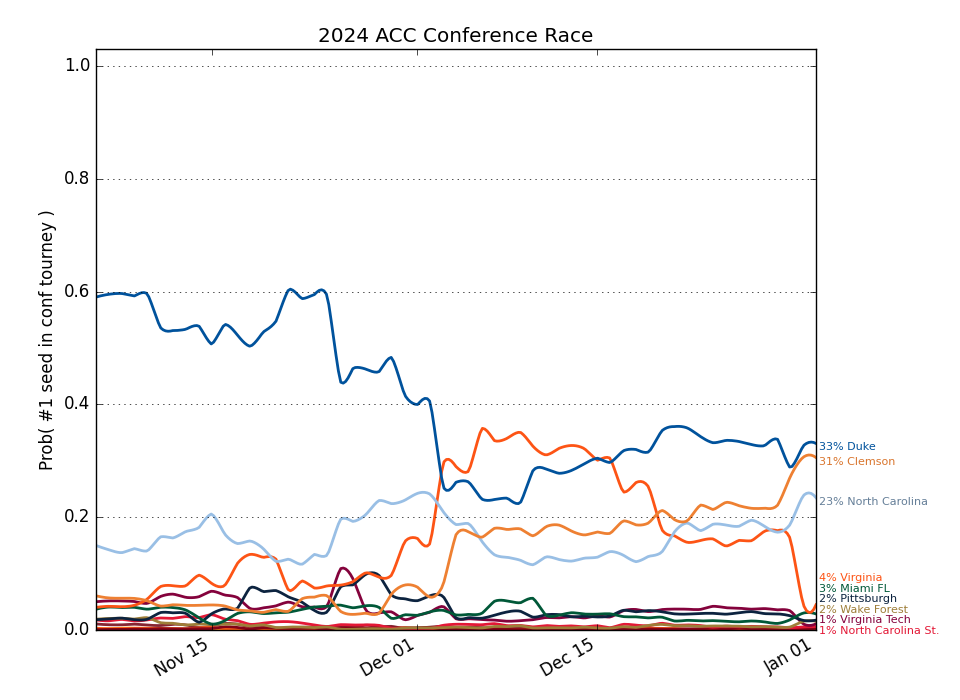 2024 ACC Conference Race
Prob( #1 seed in conf tourney )
1.0
0.8
0.6
0.4
0.2
0.0
Nov 15
Dec 01
Dec 15
Jan 01
33% Duke
31% Clemson
23% North Carolina
4% Virginia
3% Miami FL
2% Pittsburgh
2% Wake Forest
1% Virginia Tech
1% North Carolina St.